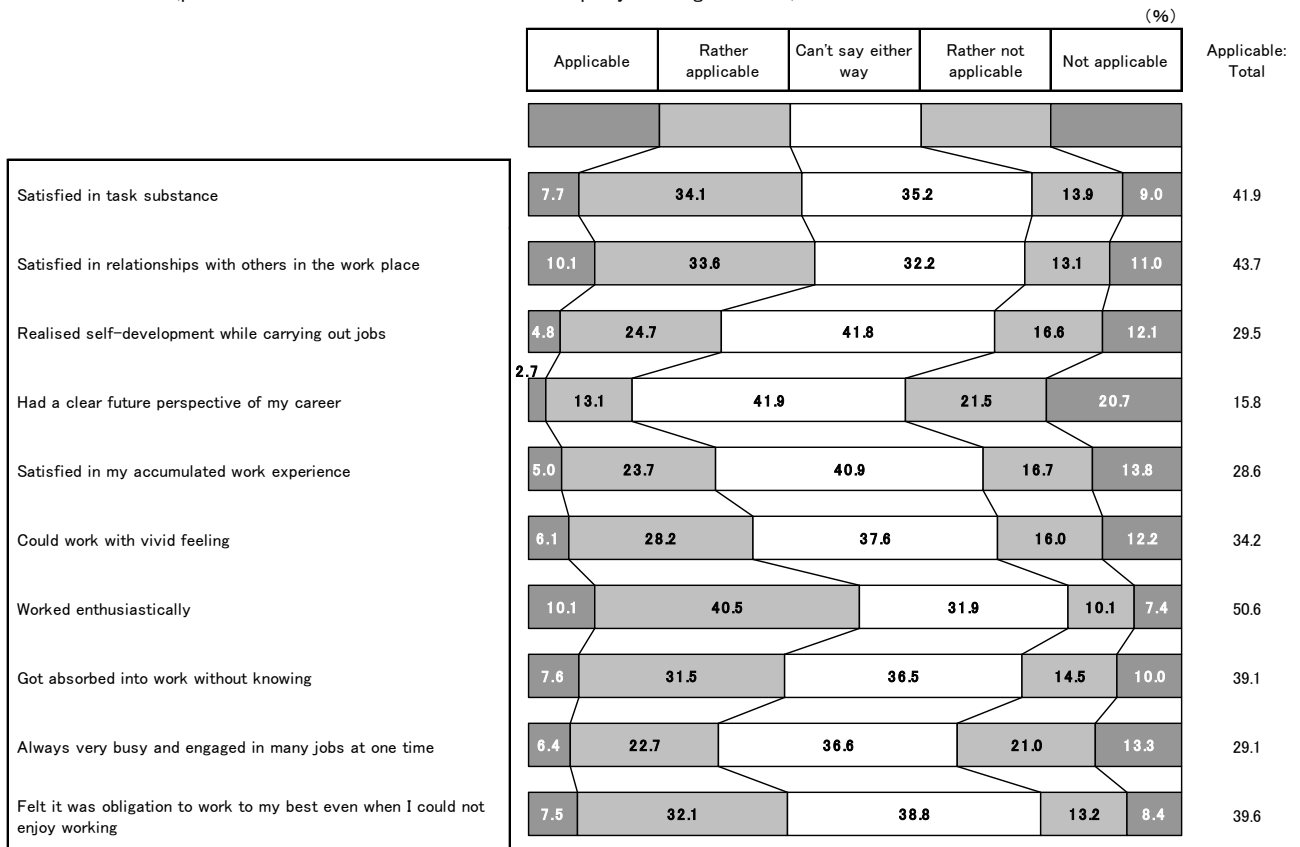 (%)
Applicable
Rather
applicable
Can't say either
way
Rather not
applicable
Not applicable
Applicable:
Total
Satisfied in task substance
7.7
34.1
35.2
13.9
9.0
41.9
Satisfied in relationships with others in the work place
10.1
33.6
32.2
13.1
11.0
43.7
Realised self-development while carrying out jobs
4.8
24.7
41.8
16.6
12.1
29.5
Had a clear future perspective of my career
2.7
13.1
41.9
21.5
20.7
15.8
Satisfied in my accumulated work experience
5.0
23.7
40.9
16.7
13.8
28.6
Could work with vivid feeling
6.1
28.2
37.6
16.0
12.2
34.2
Worked enthusiastically
10.1
40.5
31.9
10.1
7.4
50.6
Got absorbed into work without knowing
7.6
31.5
36.5
14.5
10.0
39.1
Always very busy and engaged in many jobs at one time
6.4
22.7
36.6
21.0
13.3
29.1
Felt it was obligation to work to my best even when I could not
enjoy working
7.5
32.1
38.8
13.2
8.4
39.6